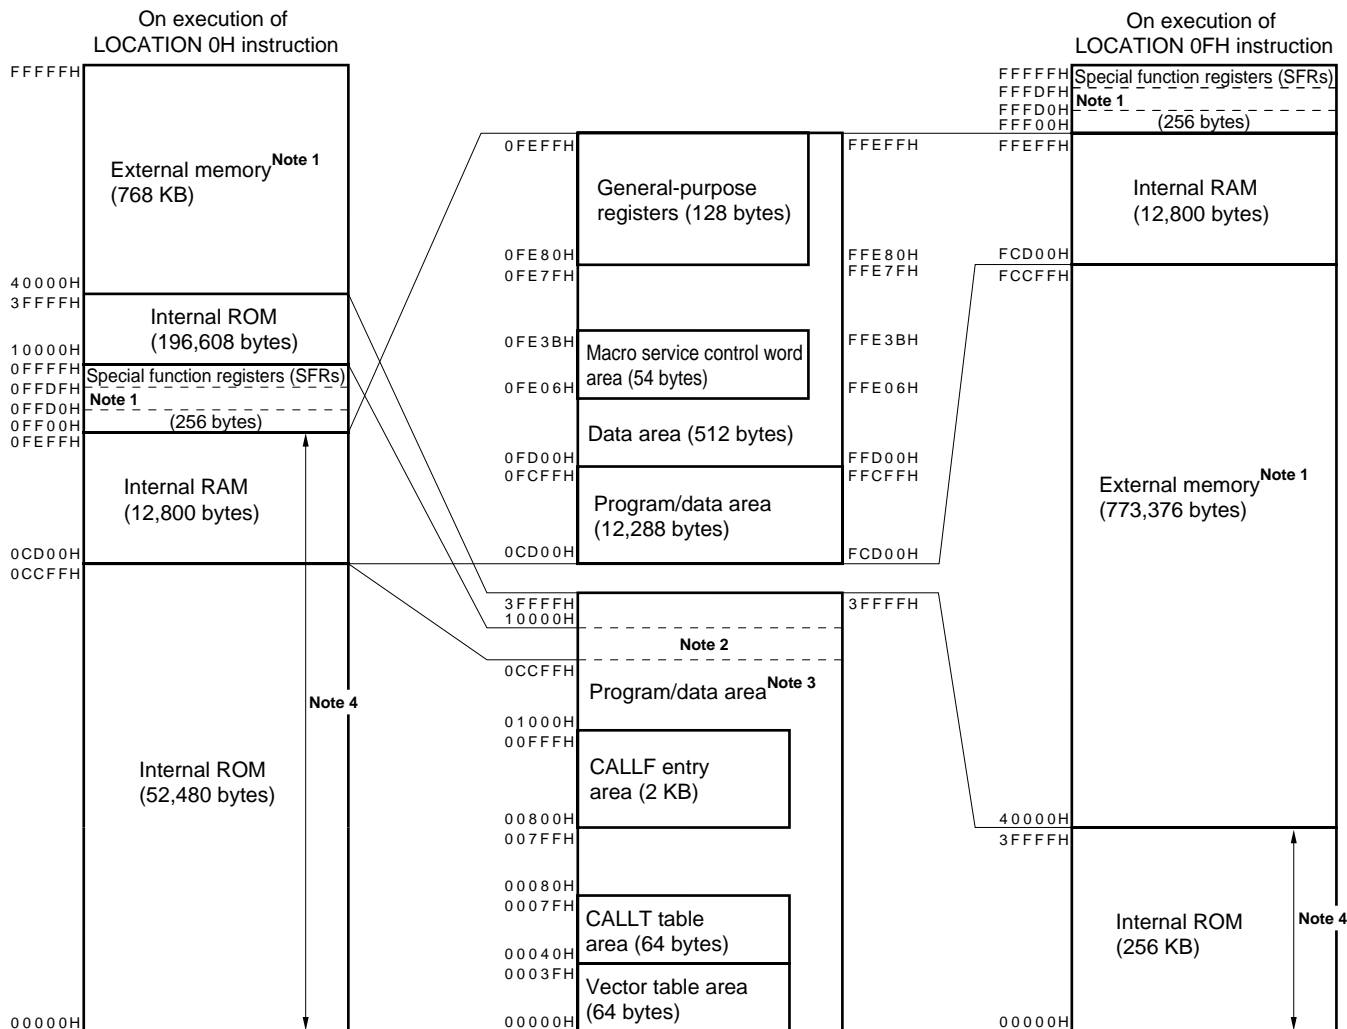 On execution of
LOCATION 0H instruction
FFFFFH
External memory Note 1
(768 KB)
40000H
3FFFFH
Internal ROM
(196,608 bytes)
10000H
0FFFFH
Special function registers (SFRs)
0FFDFH
Note 1
0FFD0H
(256 bytes)
0FF00H
0FEFFH
Internal RAM
(12,800 bytes)
0CD00H
0CCFFH
Note 4
Internal ROM
(52,480 bytes)
00000H
0FEFFH
FFEFFH
General-purpose
registers (128 bytes)
0FE80H
FFE80H
0FE7FH
FFE7FH
0FE3BH
FFE3BH
Macro service control word
area (54 bytes)
0FE06H
FFE06H
Data area (512 bytes)
0FD00H
FFD00H
0FCFFH
FFCFFH
Program/data area
(12,288 bytes)
0CD00H
FCD00H
3FFFFH
3FFFFH
10000H
Note 2
0CCFFH
Program/data area Note 3
01000H
00FFFH
CALLF entry
area (2 KB)
00800H
007FFH
00080H
0007FH
CALLT table
area (64 bytes)
00040H
0003FH
Vector table area
(64 bytes)
00000H
On execution of
LOCATION 0FH instruction
FFFFFH
Special function registers (SFRs)
FFFDFH
Note 1
FFFD0H
(256 bytes)
FFF00H
FFEFFH
Internal RAM
(12,800 bytes)
FCD00H
FCCFFH
External memory Note 1
(773,376 bytes)
40000H
3FFFFH
Internal ROM
(256 KB)
Note 4
00000H